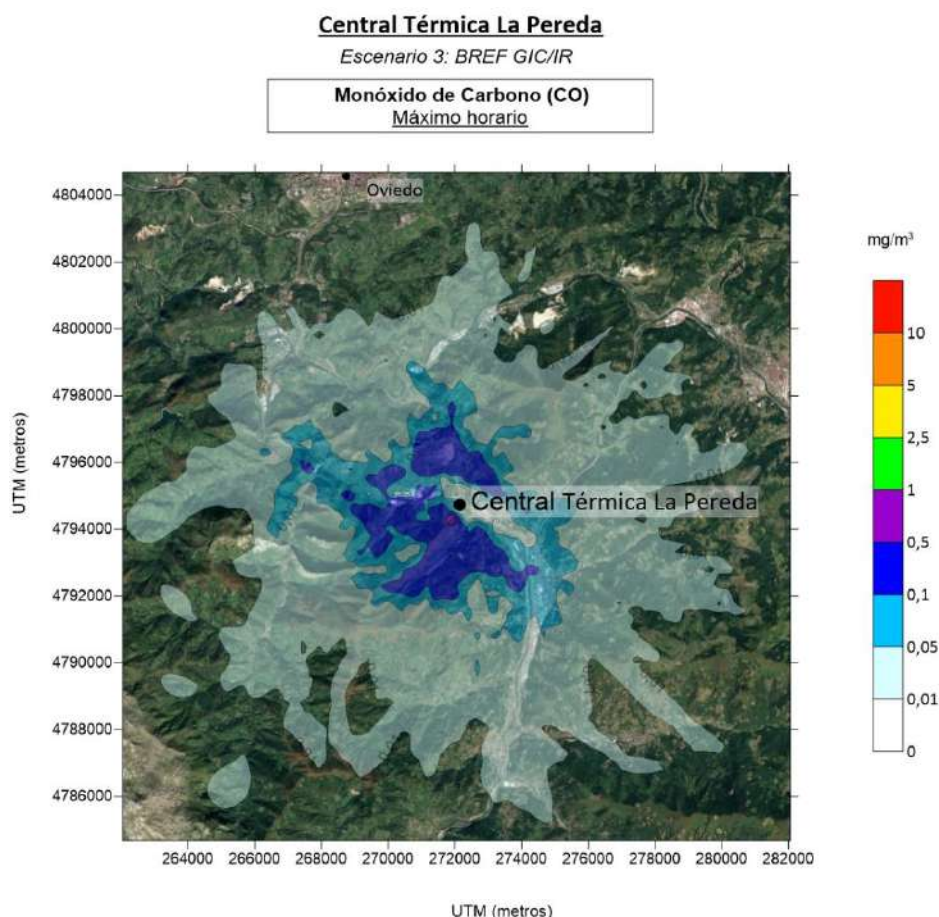 Central Térmica La Pereda
Escenario 3: BREF GIC/IR
Monóxido de Carbono (CO)
Máximo horario
4804000
4802000
4800000
4798000
4796000
4794000
4792000
4790000
4788000
4786000
UTM (metros)
Oviedo
Central Térmica La Pereda
264000 266000 268000 270000 272000 274000 276000 278000 280000 282000
UTM (metros)
mg/m³
10
5
2,5
1
0,5
0,1
0,05
0,01
0